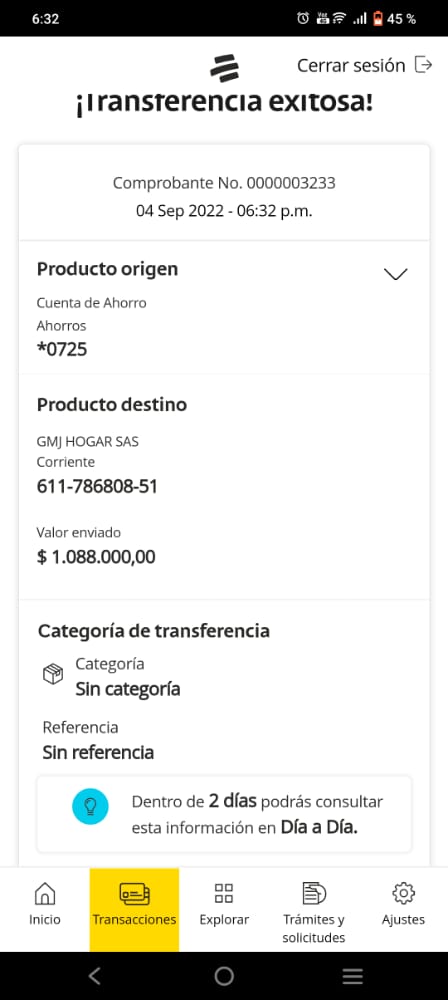 6:32
45 %
Cerrar sesión
¡Transferencia exitosa!
Comprobante No. 0000003233
04 Sep 2022 - 06:32 p.m.
Producto origen
Cuenta de Ahorro
Ahorros
*0725
Producto destino
GMJ HOGAR SAS
Corriente
611-786808-51
Valor enviado
$ 1.088.000,00
Categoría de transferencia
Categoría
Sin categoría
Referencia
Sin referencia
Dentro de 2 días podrás consultar
esta información en Día a Día.
Inicio
Transacciones
Explorar
Trámites y
solicitudes
Ajustes